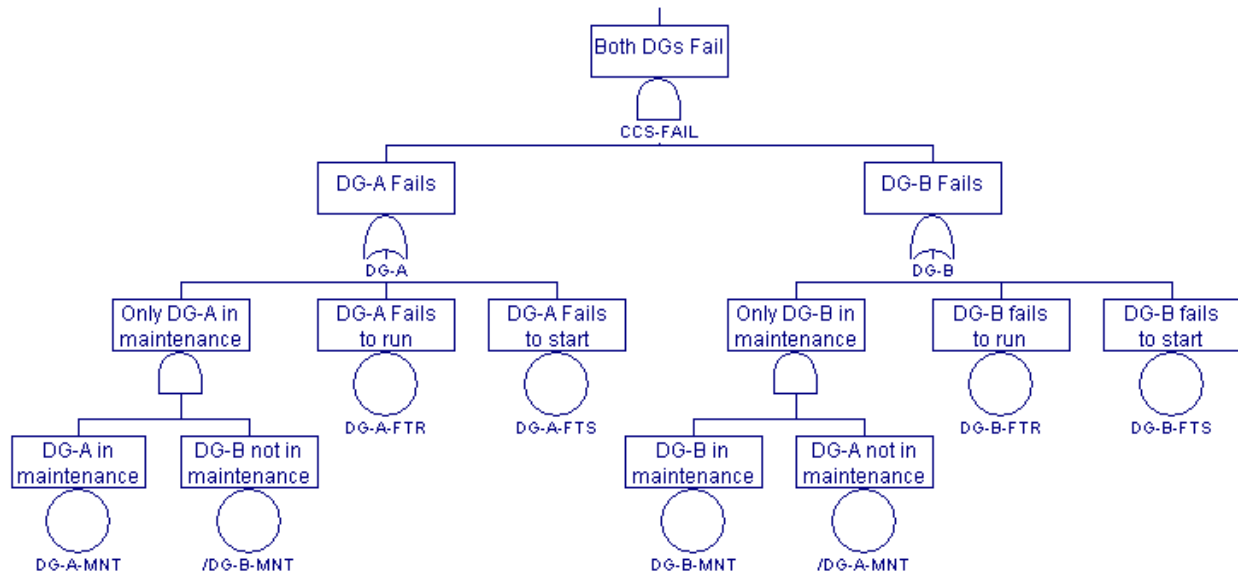 Both DGs Fail
CCS-FAIL
DG-A Fails
DG-B Fails
DG-A
DG-B
Only DG-A in
maintenance
DG-A Fails
to run
DG-A Fails
to start
Only DG-B in
maintenance
DG-B fails
to run
DG-B fails
to start
DG-A-FTR
DG-A-FTS
DG-B-FTR
DG-B-FTS
DG-A in
maintenance
DG-B not in
maintenance
DG-B in
maintenance
DG-A not in
maintenance
DG-A-MNT
/DG-B-MNT
DG-B-MNT
/DG-A-MNT